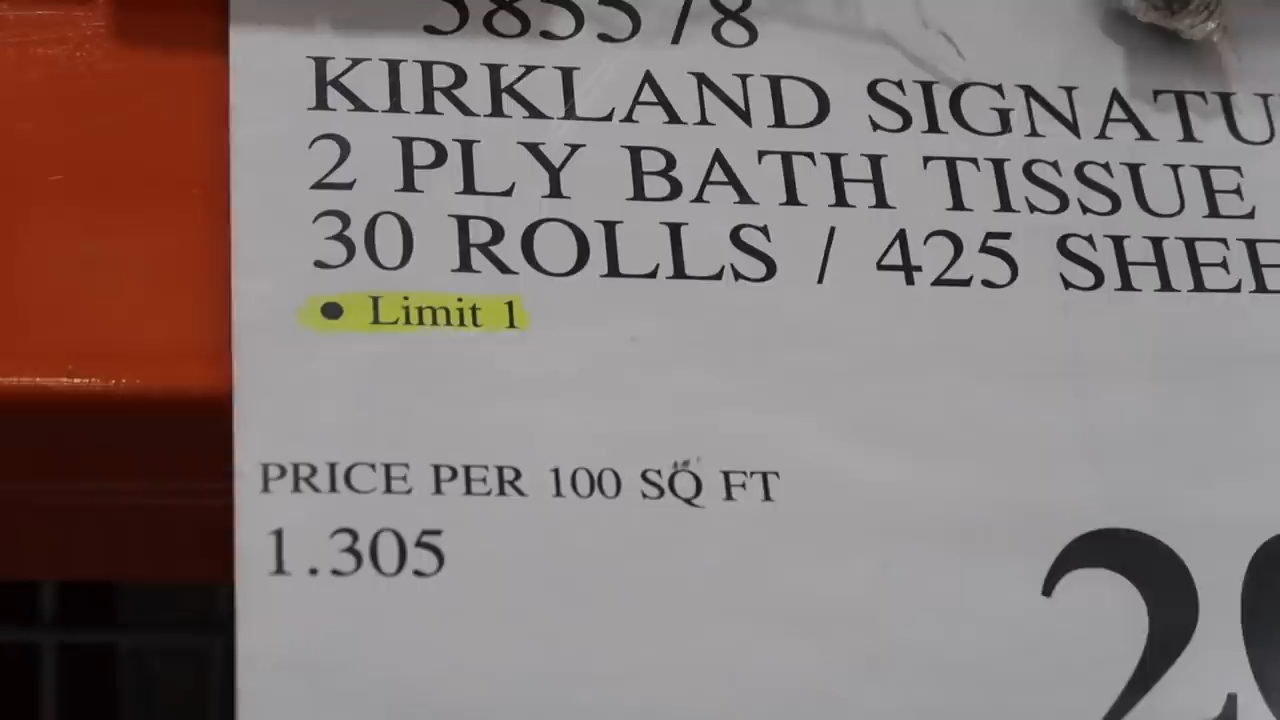 KIRKLAND SIGNATU
2 PLY BATH TISSUE
30 ROLLS / 425 SHEE
• Limit 1
PRICE PER 100 SQ FT
1.305
2